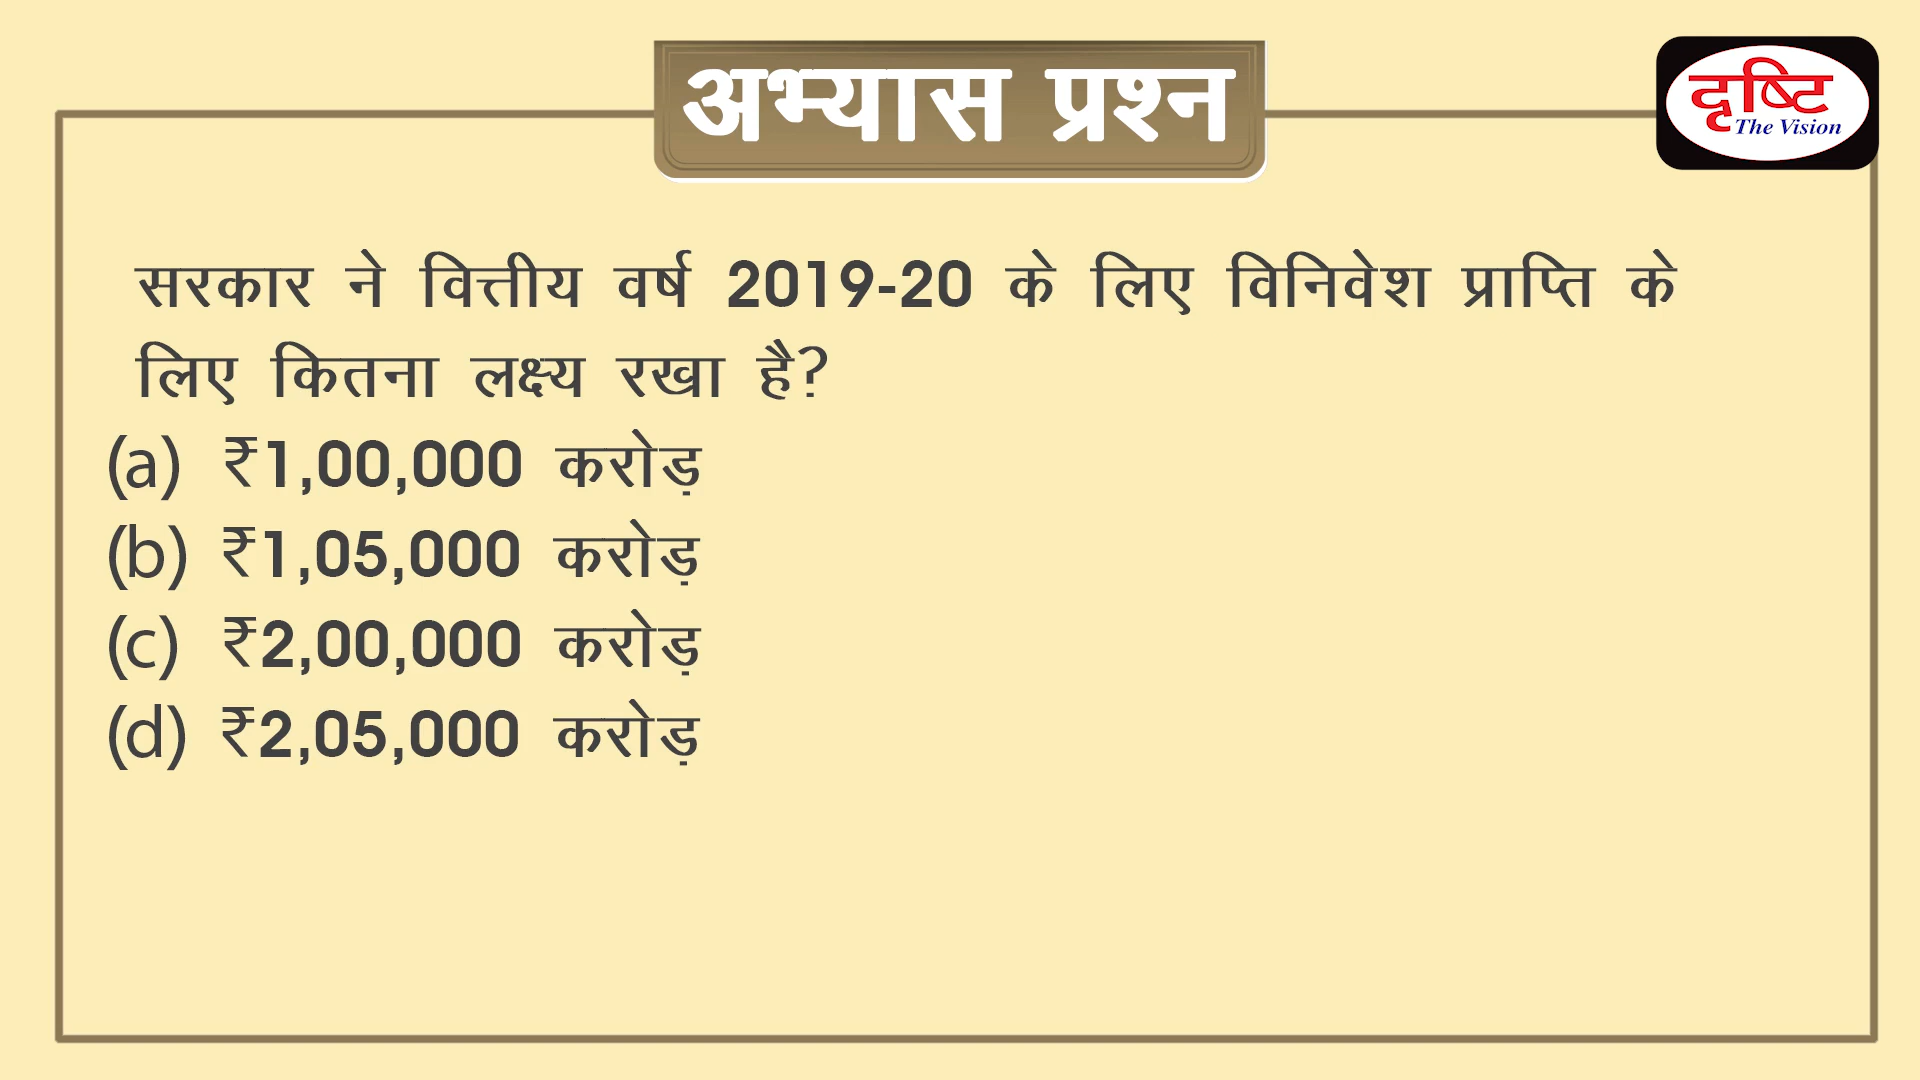 अभ्यास प्रश्न
दृष्टि
The Vision
सरकार ने वित्तीय वर्ष 2019-20 के लिए विनिवेश प्राप्ति के
लिए कितना लक्ष्य रखा है?
(a) ₹1,00,000 करोड़
(b) ₹1,05,000 करोड़
(c) ₹2,00,000 करोड़
(d) ₹2,05,000 करोड़